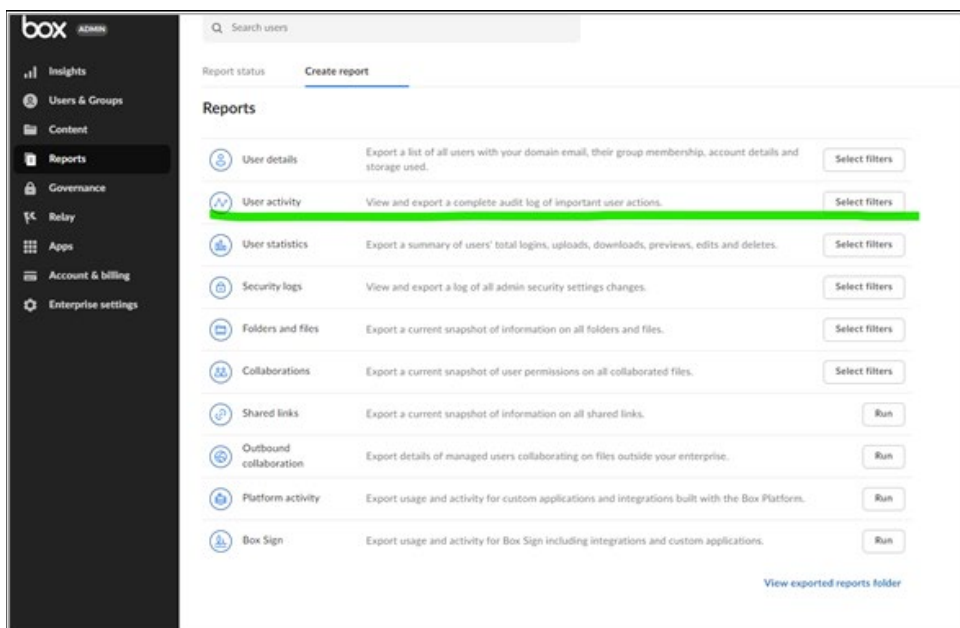 box ADMIN
Insights
Users & Groups
Content
Reports
Governance
Relay
Apps
Account & billing
Enterprise settings
Search users
Report status Create report
Reports
User details Export a list of all users with your domain email, their group membership, account details and storage used. Select filters
User activity View and export a complete audit log of important user actions. Select filters
User statistics Export a summary of users' total logins, uploads, downloads, previews, edits and deletes. Select filters
Security logs View and export a log of all admin security settings changes. Select filters
Folders and files Export a current snapshot of information on all folders and files. Select filters
Collaborations Export a current snapshot of user permissions on all collaborated files. Select filters
Shared links Export a current snapshot of information on all shared links. Run
Outbound collaboration Export details of managed users collaborating on files outside your enterprise. Run
Platform activity Export usage and activity for custom applications and integrations built with the Box Platform. Run
Box Sign Export usage and activity for Box Sign including integrations and custom applications. Run
View exported reports folder